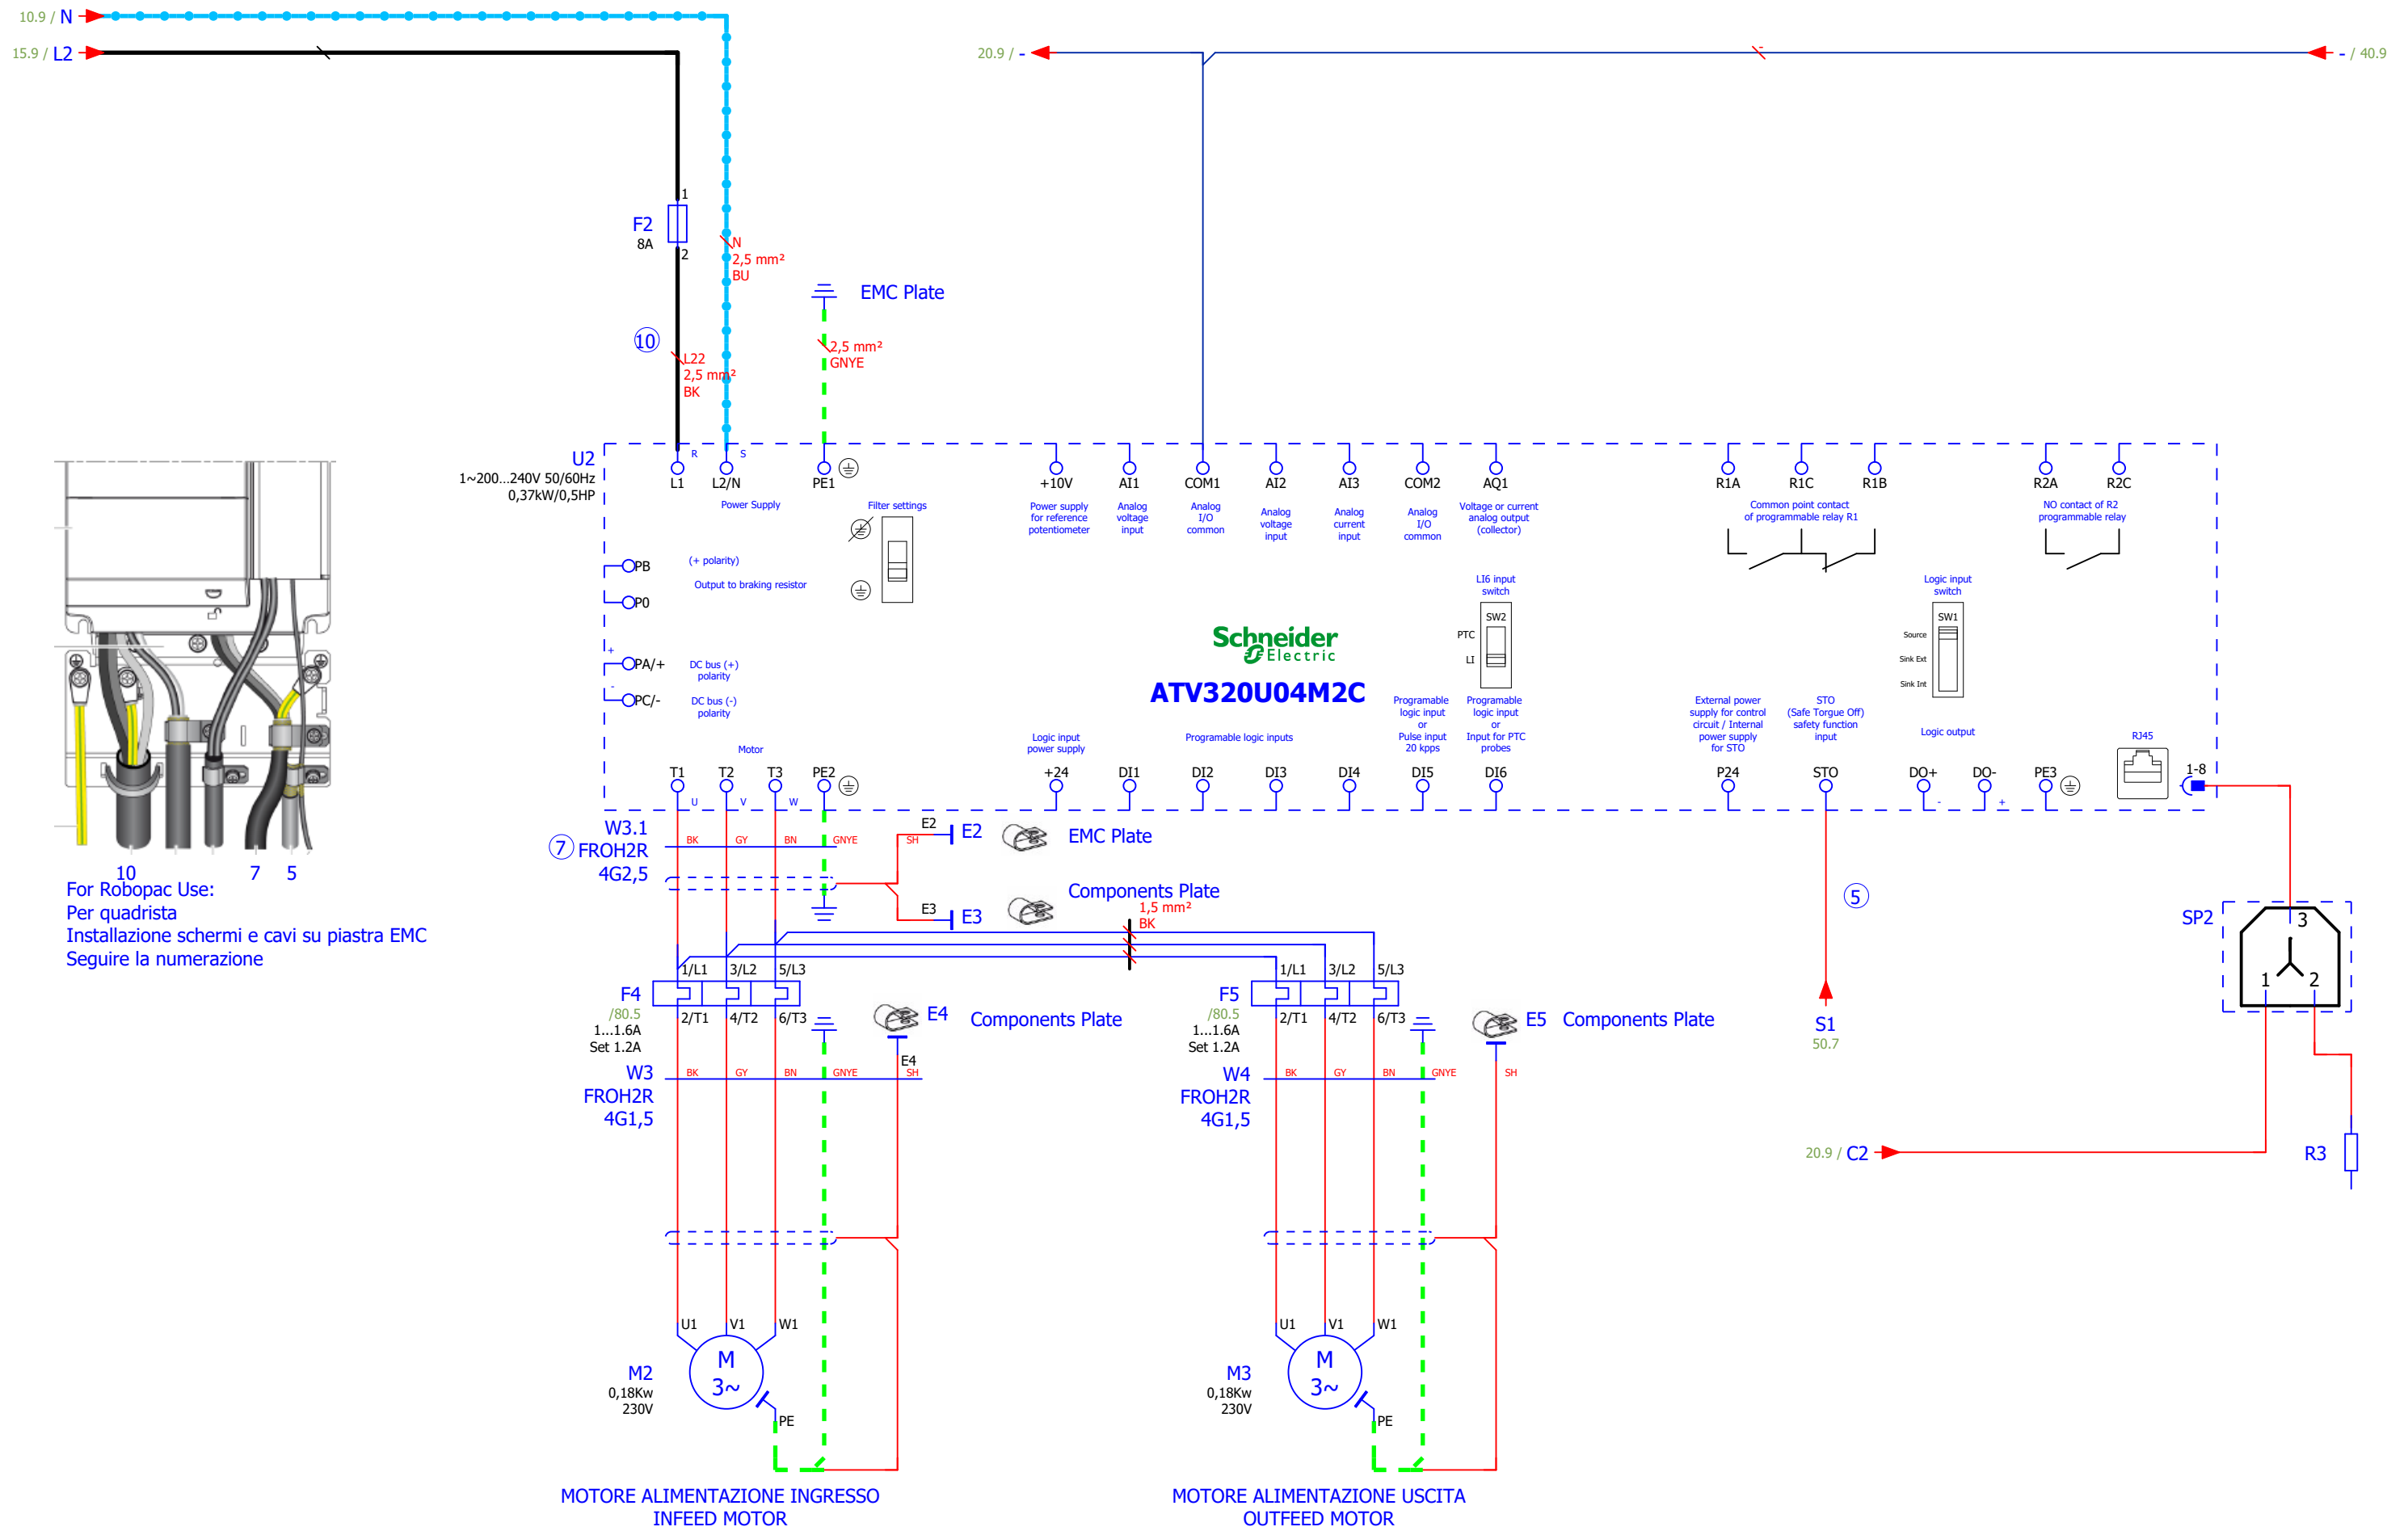 10.9 / N
15.9 / L2
20.9 / -
-
- / 40.9
1
F2
8A
2
N
2,5 mm²
BU
EMC Plate
10
2,5 mm²
GNYE
L22
2,5 mm²
BK
U2
1~200...240V 50/60Hz
0,37kW/0,5HP
R
S
L1
L2/N
PE1
Power Supply
Filter settings
+10V
AI1
COM1
AI2
AI3
COM2
AQ1
Power supply
for reference
potentiometer
Analog
voltage
input
Analog
I/O
common
Analog
voltage
input
Analog
current
input
Analog
I/O
common
Voltage or current
analog output
(collector)
R1A
R1C
R1B
R2A
R2C
Common point contact
of programmable relay R1
NO contact of R2
programmable relay
PB
(+ polarity)
Output to braking resistor
P0
+
PA/+
DC bus (+)
polarity
-
PC/-
DC bus (-)
polarity
LI6 input
switch
SW2
PTC
LI
Logic input
switch
SW1
Source
Sink Ext
Sink Int
Schneider
Electric
ATV320U04M2C
Motor
Logic input
power supply
Programable logic inputs
Programable
logic input
or
Pulse input
20 kpps
Programable
logic input
or
Input for PTC
probes
External power
supply for control
circuit / Internal
power supply
for STO
STO
(Safe Torgue Off)
safety function
input
Logic output
RJ45
T1
T2
T3
PE2
+24
DI1
DI2
DI3
DI4
DI5
DI6
P24
STO
DO+
DO-
PE3
1-8
U
V
W
-
+
10
7
5
For Robopac Use:
Per quadrista
Installazione schermi e cavi su piastra EMC
Seguire la numerazione
W3.1
7
FROH2R
4G2,5
BK
GY
BN
GNYE
SH
E2
E2
EMC Plate
E3
E3
Components Plate
1,5 mm²
BK
5
SP2
3
1
2
1/L1
3/L2
5/L3
F4
/80.5
1...1.6A
Set 1.2A
2/T1
4/T2
6/T3
E4
Components Plate
E4
1/L1
3/L2
5/L3
F5
/80.5
1...1.6A
Set 1.2A
2/T1
4/T2
6/T3
E5
Components Plate
S1
50.7
W3
FROH2R
4G1,5
BK
GY
BN
GNYE
SH
W4
FROH2R
4G1,5
BK
GY
BN
GNYE
SH
20.9 / C2
R3
U1
V1
W1
M
3~
M2
0,18Kw
230V
PE
U1
V1
W1
M
3~
M3
0,18Kw
230V
PE
MOTORE ALIMENTAZIONE INGRESSO
INFEED MOTOR
MOTORE ALIMENTAZIONE USCITA
OUTFEED MOTOR